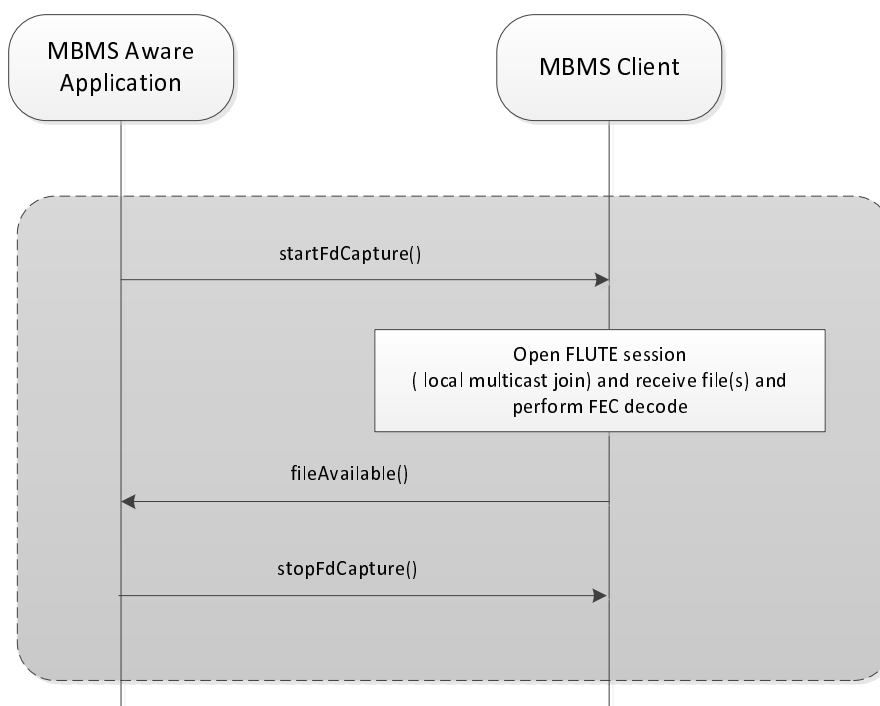 MBMS Aware
Application
MBMS Client
startFdCapture()
Open FLUTE session
( local multicast join) and receive file(s) and
perform FEC decode
fileAvailable()
stopFdCapture()